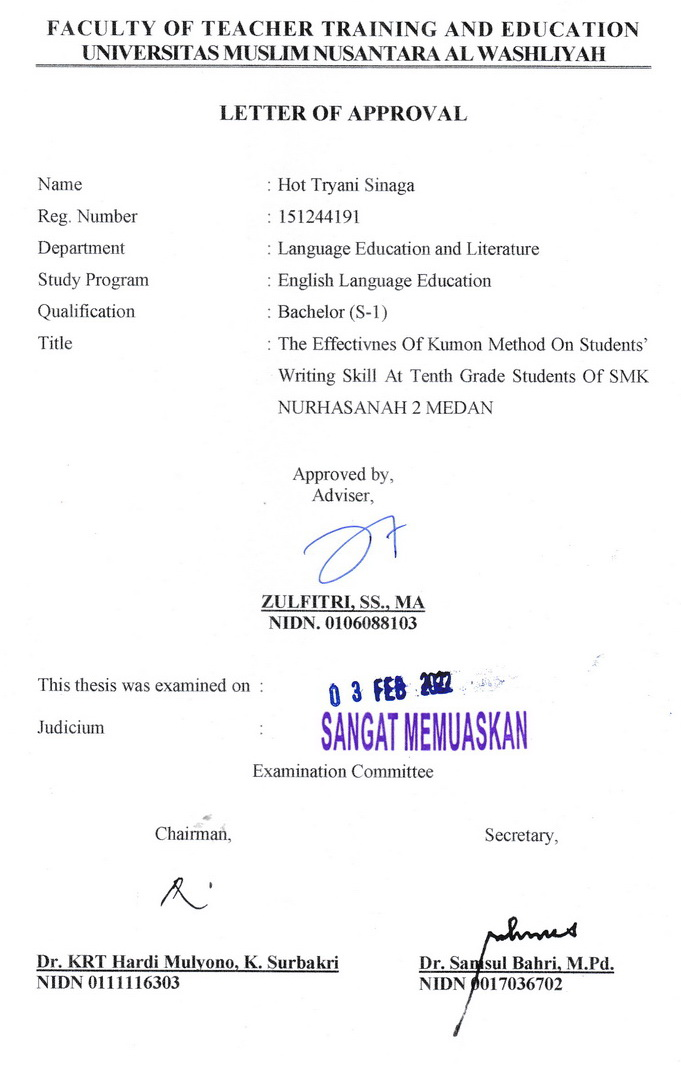 FACULTY OF TEACHER TRAINING AND EDUCATION
UNIVERSITAS MUSLIM NUSANTARA AL WASHLIYAH
LETTER OF APPROVAL
Name : Hot Tryani Sinaga
Reg. Number : 151244191
Department : Language Education and Literature
Study Program : English Language Education
Qualification : Bachelor (S-1)
Title : The Effectivnes Of Kumon Method On Students’
Writing Skill At Tenth Grade Students Of SMK
NURHASANAH 2 MEDAN
Approved by,
Adviser,
ZULFITRI, SS., MA
NIDN. 0106088103
This thesis was examined on : 03 FEB 2022
Judicium : SANGAT MEMUASKAN
Examination Committee
Chairman, Secretary,
Dr. KRT Hardi Mulyono, K. Surbakri Dr. Samsul Bahri, M.Pd.
NIDN 0111116303 NIDN 0017036702